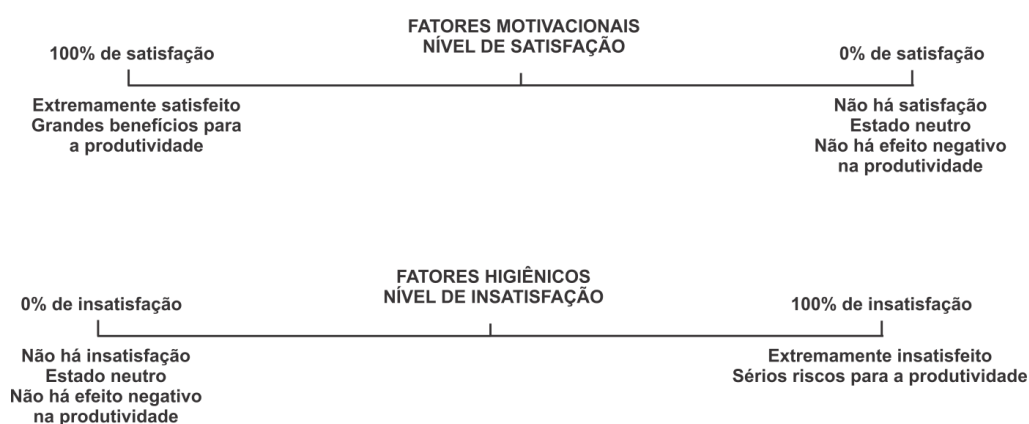 FATORES MOTIVACIONAIS
NÍVEL DE SATISFAÇÃO
100% de satisfação
0% de satisfação
Extremamente satisfeito
Grandes benefícios para
a produtividade
Não há satisfação
Estado neutro
Não há efeito negativo
na produtividade
FATORES HIGIÊNICOS
NÍVEL DE INSATISFAÇÃO
0% de insatisfação
100% de insatisfação
Não há insatisfação
Estado neutro
Não há efeito negativo
na produtividade
Extremamente insatisfeito
Sérios riscos para a produtividade